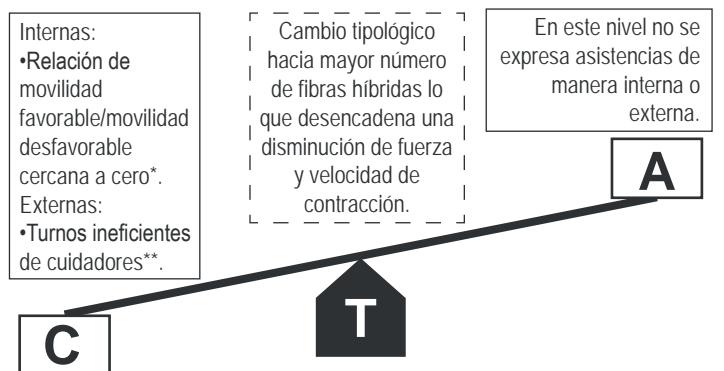 Internas:
•Relación de
movilidad
favorable/movilidad
desfavorable
cercana a cero*.
Externas:
•Turnos ineficientes
de cuidadores**.
Cambio tipológico
hacia mayor número
de fibras híbridas lo
que desencadena una
disminución de fuerza
y velocidad de
contracción.
En este nivel no se
expresa asistencias de
manera interna o
externa.
A
T
C